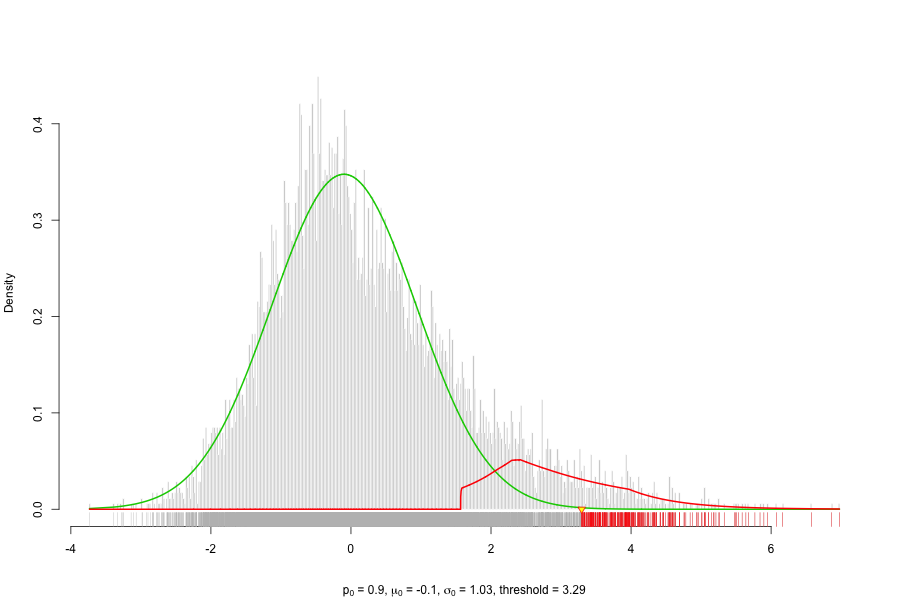 Density
0.4
0.3
0.2
0.1
0.0
-4 -2 0 2 4 6
p₀ = 0.9, μ₀ = -0.1, σ₀ = 1.03, threshold = 3.29